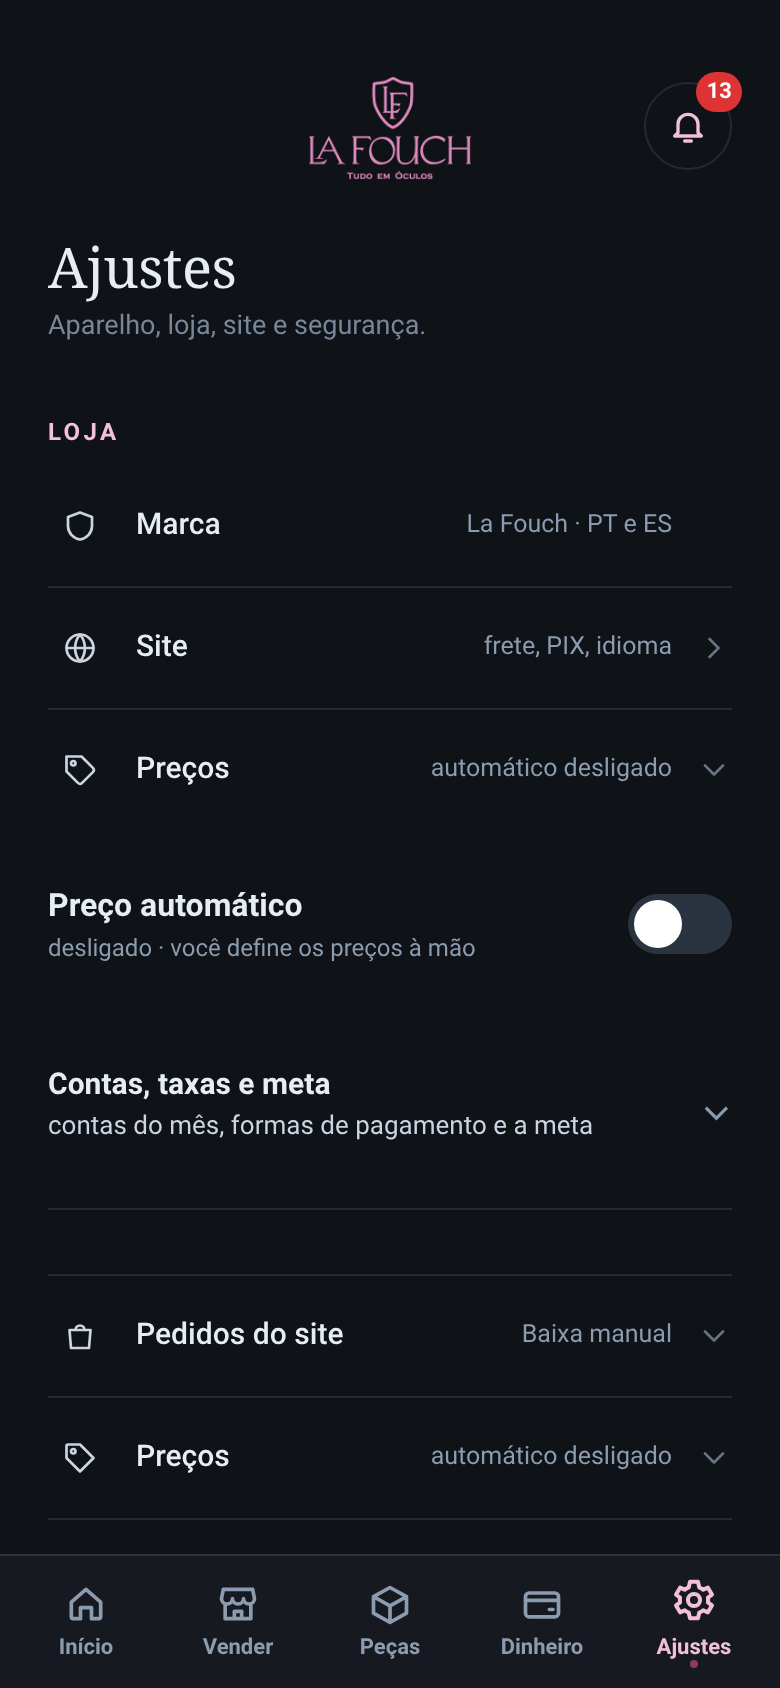 13
LF
LA FOUCH
TUDO EM ÓCULOS
Ajustes
Aparelho, loja, site e segurança.
LOJA
Marca La Fouch · PT e ES
Site frete, PIX, idioma
Preços automático desligado
Preço automático
desligado · você define os preços à mão
Contas, taxas e meta
contas do mês, formas de pagamento e a meta
Pedidos do site Baixa manual
Preços automático desligado
Início Vender Peças Dinheiro Ajustes